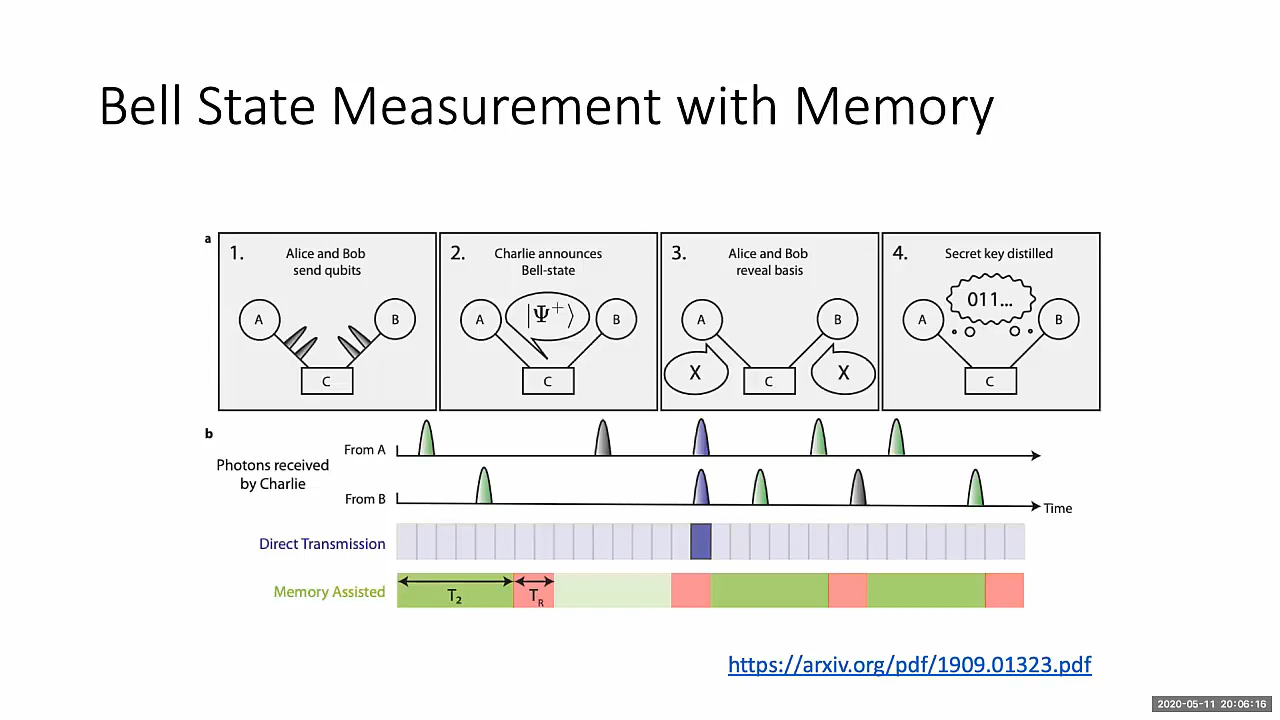 Bell State Measurement with Memory
a
1.
Alice and Bob
send qubits
A
B
C
2.
Charlie announces
Bell-state
A
|Ψ⁺⟩
B
C
3.
Alice and Bob
reveal basis
A
B
X
C
X
4.
Secret key distilled
011...
A
B
C
b
From A
Photons received
by Charlie
From B
Time
Direct Transmission
Memory Assisted
T₂
T_R
https://arxiv.org/pdf/1909.01323.pdf
2020-05-11 20:06:16